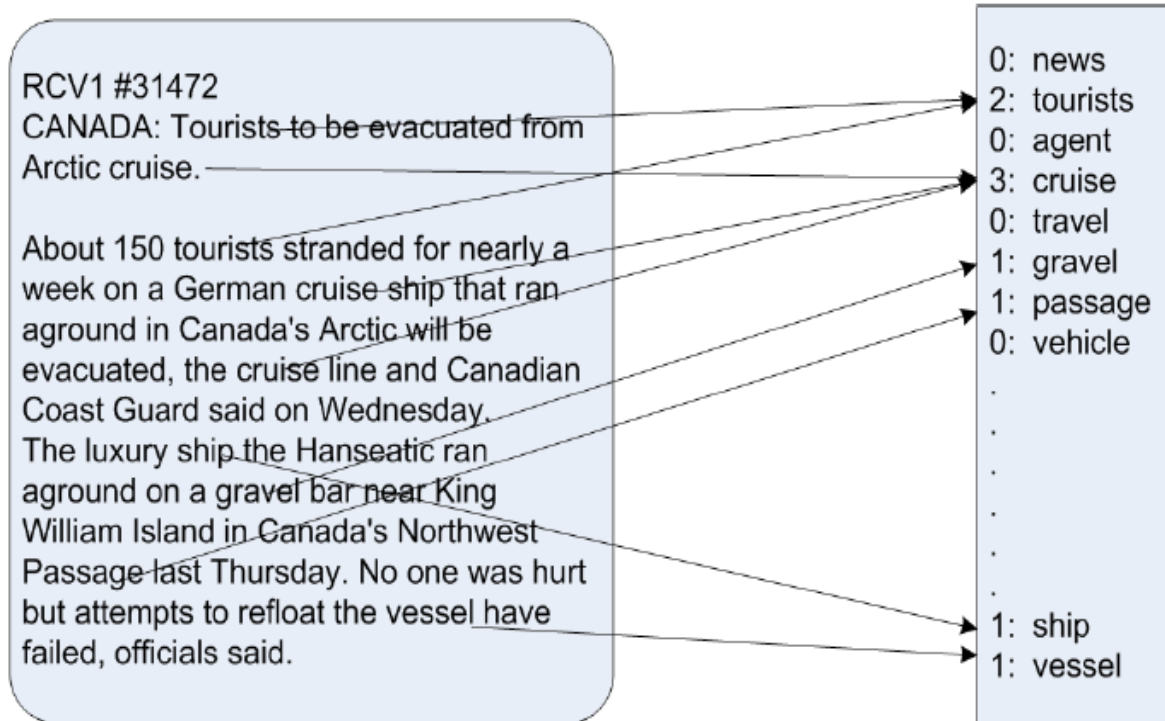 RCV1 #31472
CANADA: Tourists to be evacuated from
Arctic cruise.
About 150 tourists stranded for nearly a
week on a German cruise ship that ran
aground in Canada's Arctic will be
evacuated, the cruise line and Canadian
Coast Guard said on Wednesday.
The luxury ship the Hanseatic ran
aground on a gravel bar near King
William Island in Canada's Northwest
Passage last Thursday. No one was hurt
but attempts to refloat the vessel have
failed, officials said.
0: news
2: tourists
0: agent
3: cruise
0: travel
1: gravel
1: passage
0: vehicle
.
.
.
.
.
.
1: ship
1: vessel